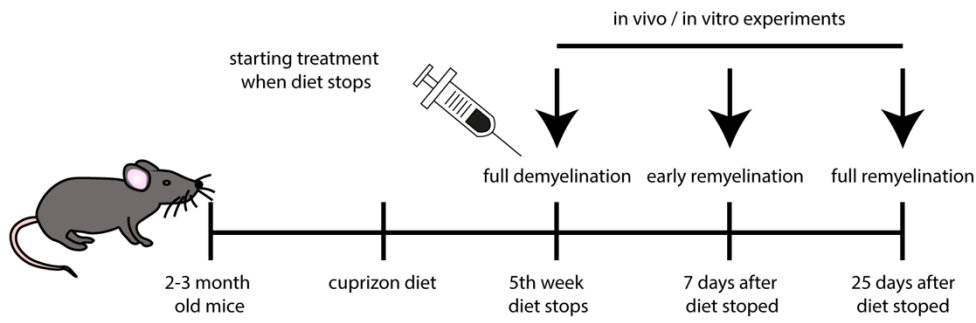 in vivo / in vitro experiments
starting treatment
when diet stops
full demyelination
early remyelination
full remyelination
2-3 month
old mice
cuprizon diet
5th week
diet stops
7 days after
diet stoped
25 days after
diet stoped